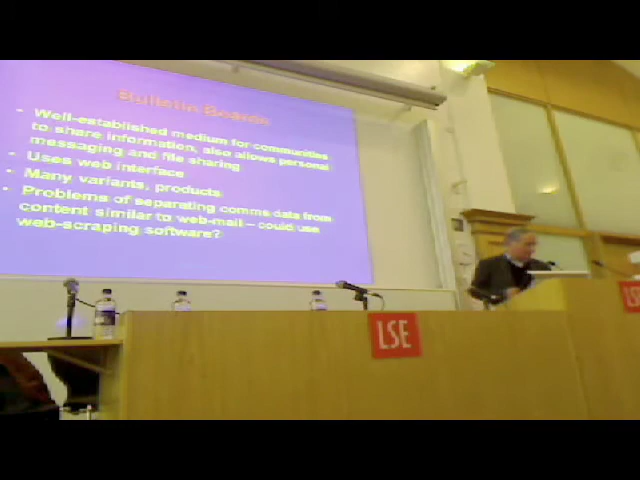 Bulletin Boards
• Well-established medium for communities
to share information, also allows personal
messaging and file sharing
• Uses web interface
• Many variants, products
• Problems of separating comms data from
content similar to web-mail – could use
web-scraping software?
LSE
LS